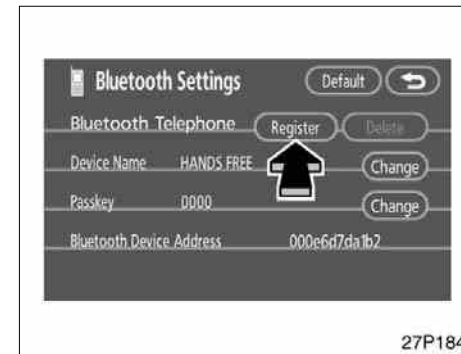 Bluetooth Settings Default
Bluetooth Telephone Register Delete
Device Name HANDS FREE Change
Passkey 0000 Change
Bluetooth Device Address 000e6d7da1b2
27P184